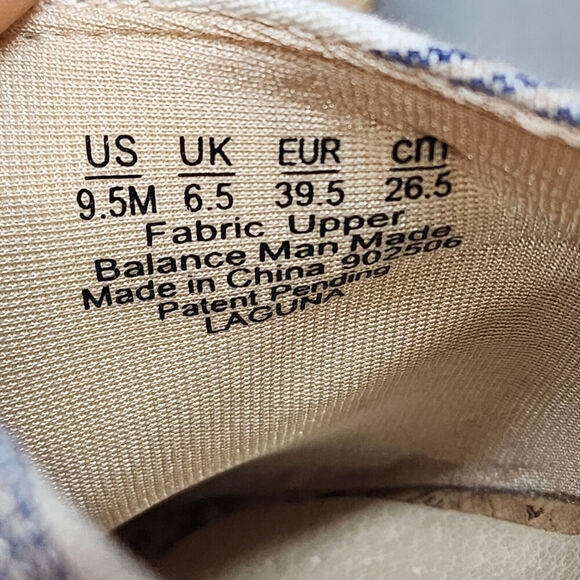 US UK EUR cm
9.5M 6.5 39.5 26.5
Fabric Upper
Balance Man Made
Made in China 902506
Patent Pending
LAGUNA